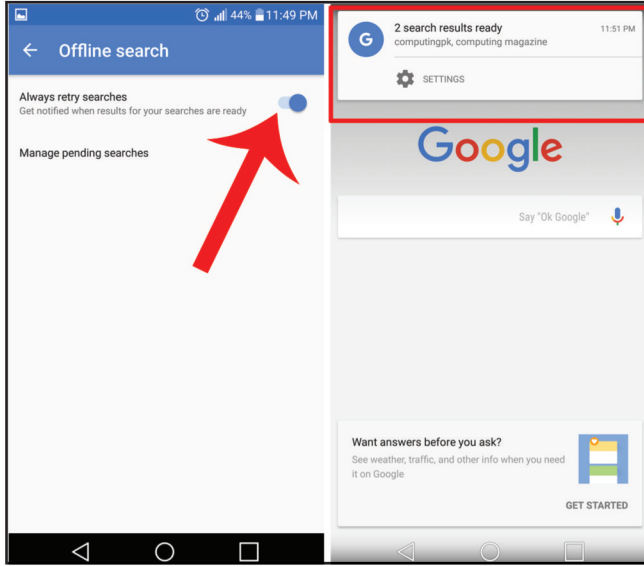 44% 11:49 PM
Offline search
Always retry searches
Get notified when results for your searches are ready
Manage pending searches
G
2 search results ready 11:51 PM
computingpk, computing magazine
SETTINGS
Google
Say "Ok Google"
Want answers before you ask?
See weather, traffic, and other info when you need
it on Google
GET STARTED